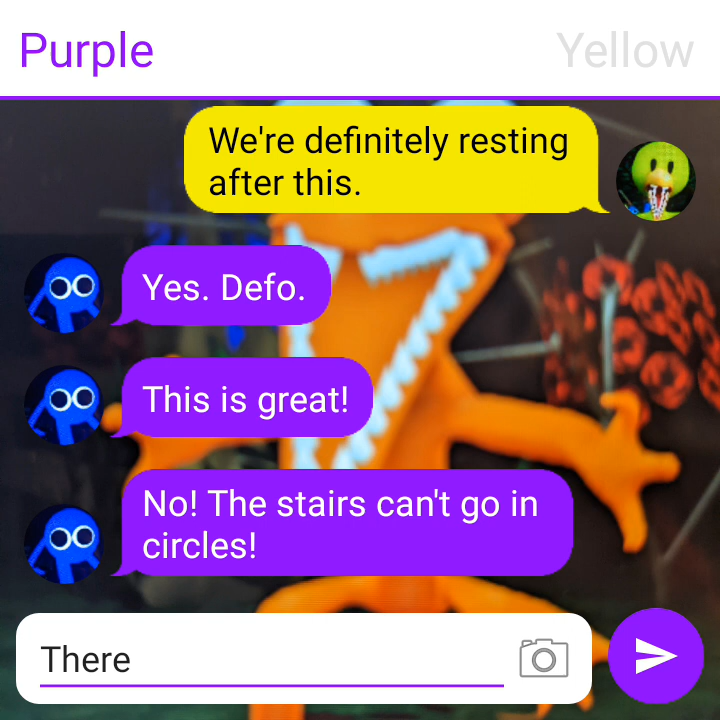 Purple
Yellow
We're definitely resting
after this.
Yes. Defo.
This is great!
No! The stairs can't go in
circles!
There